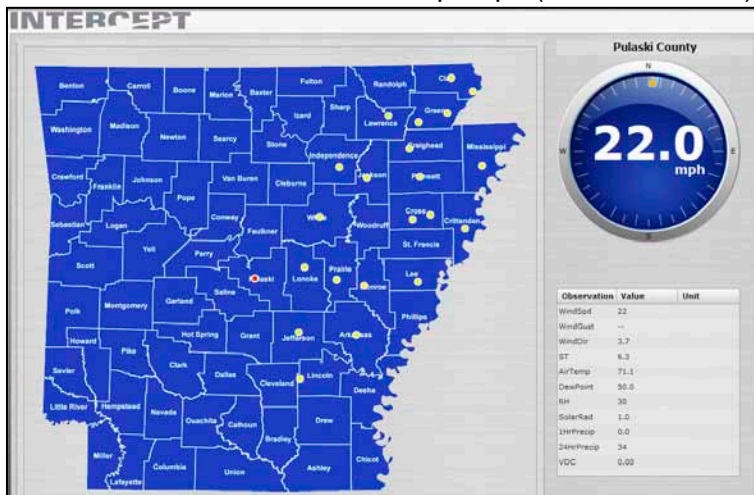 INTERCEPT
Pulaski County
N
22.0
mph
W
E
S
Benton
Carroll
Boone
Marion
Baxter
Fulton
Randolph
Clay
Sharp
Izard
Lawrence
Greene
Washington
Madison
Newton
Searcy
Stone
Independence
Craighead
Mississippi
Crawford
Franklin
Johnson
Van Buren
Cleburne
Jackson
Poinsett
Pope
Sebastian
Logan
Conway
Faulkner
White
Woodruff
Cross
Crittenden
St. Francis
Yell
Perry
Scott
Pulaski
Lonoke
Prairie
Monroe
Lee
Saline
Garland
Phillips
Polk
Montgomery
Hot Spring
Grant
Jefferson
Arkansas
Howard
Pike
Clark
Dallas
Cleveland
Lincoln
Desha
Sevier
Little River
Hempstead
Nevada
Ouachita
Calhoun
Bradley
Drew
Miller
Columbia
Union
Ashley
Chicot
Lafayette
Observation Value Unit
WindSpd 22
WindGust --
WindDir 3.7
ST 6.3
AirTemp 71.1
DewPoint 50.0
RH 30
SolarRad 1.0
1HrPrecip 0.0
24HrPrecip 34
VDC 0.00